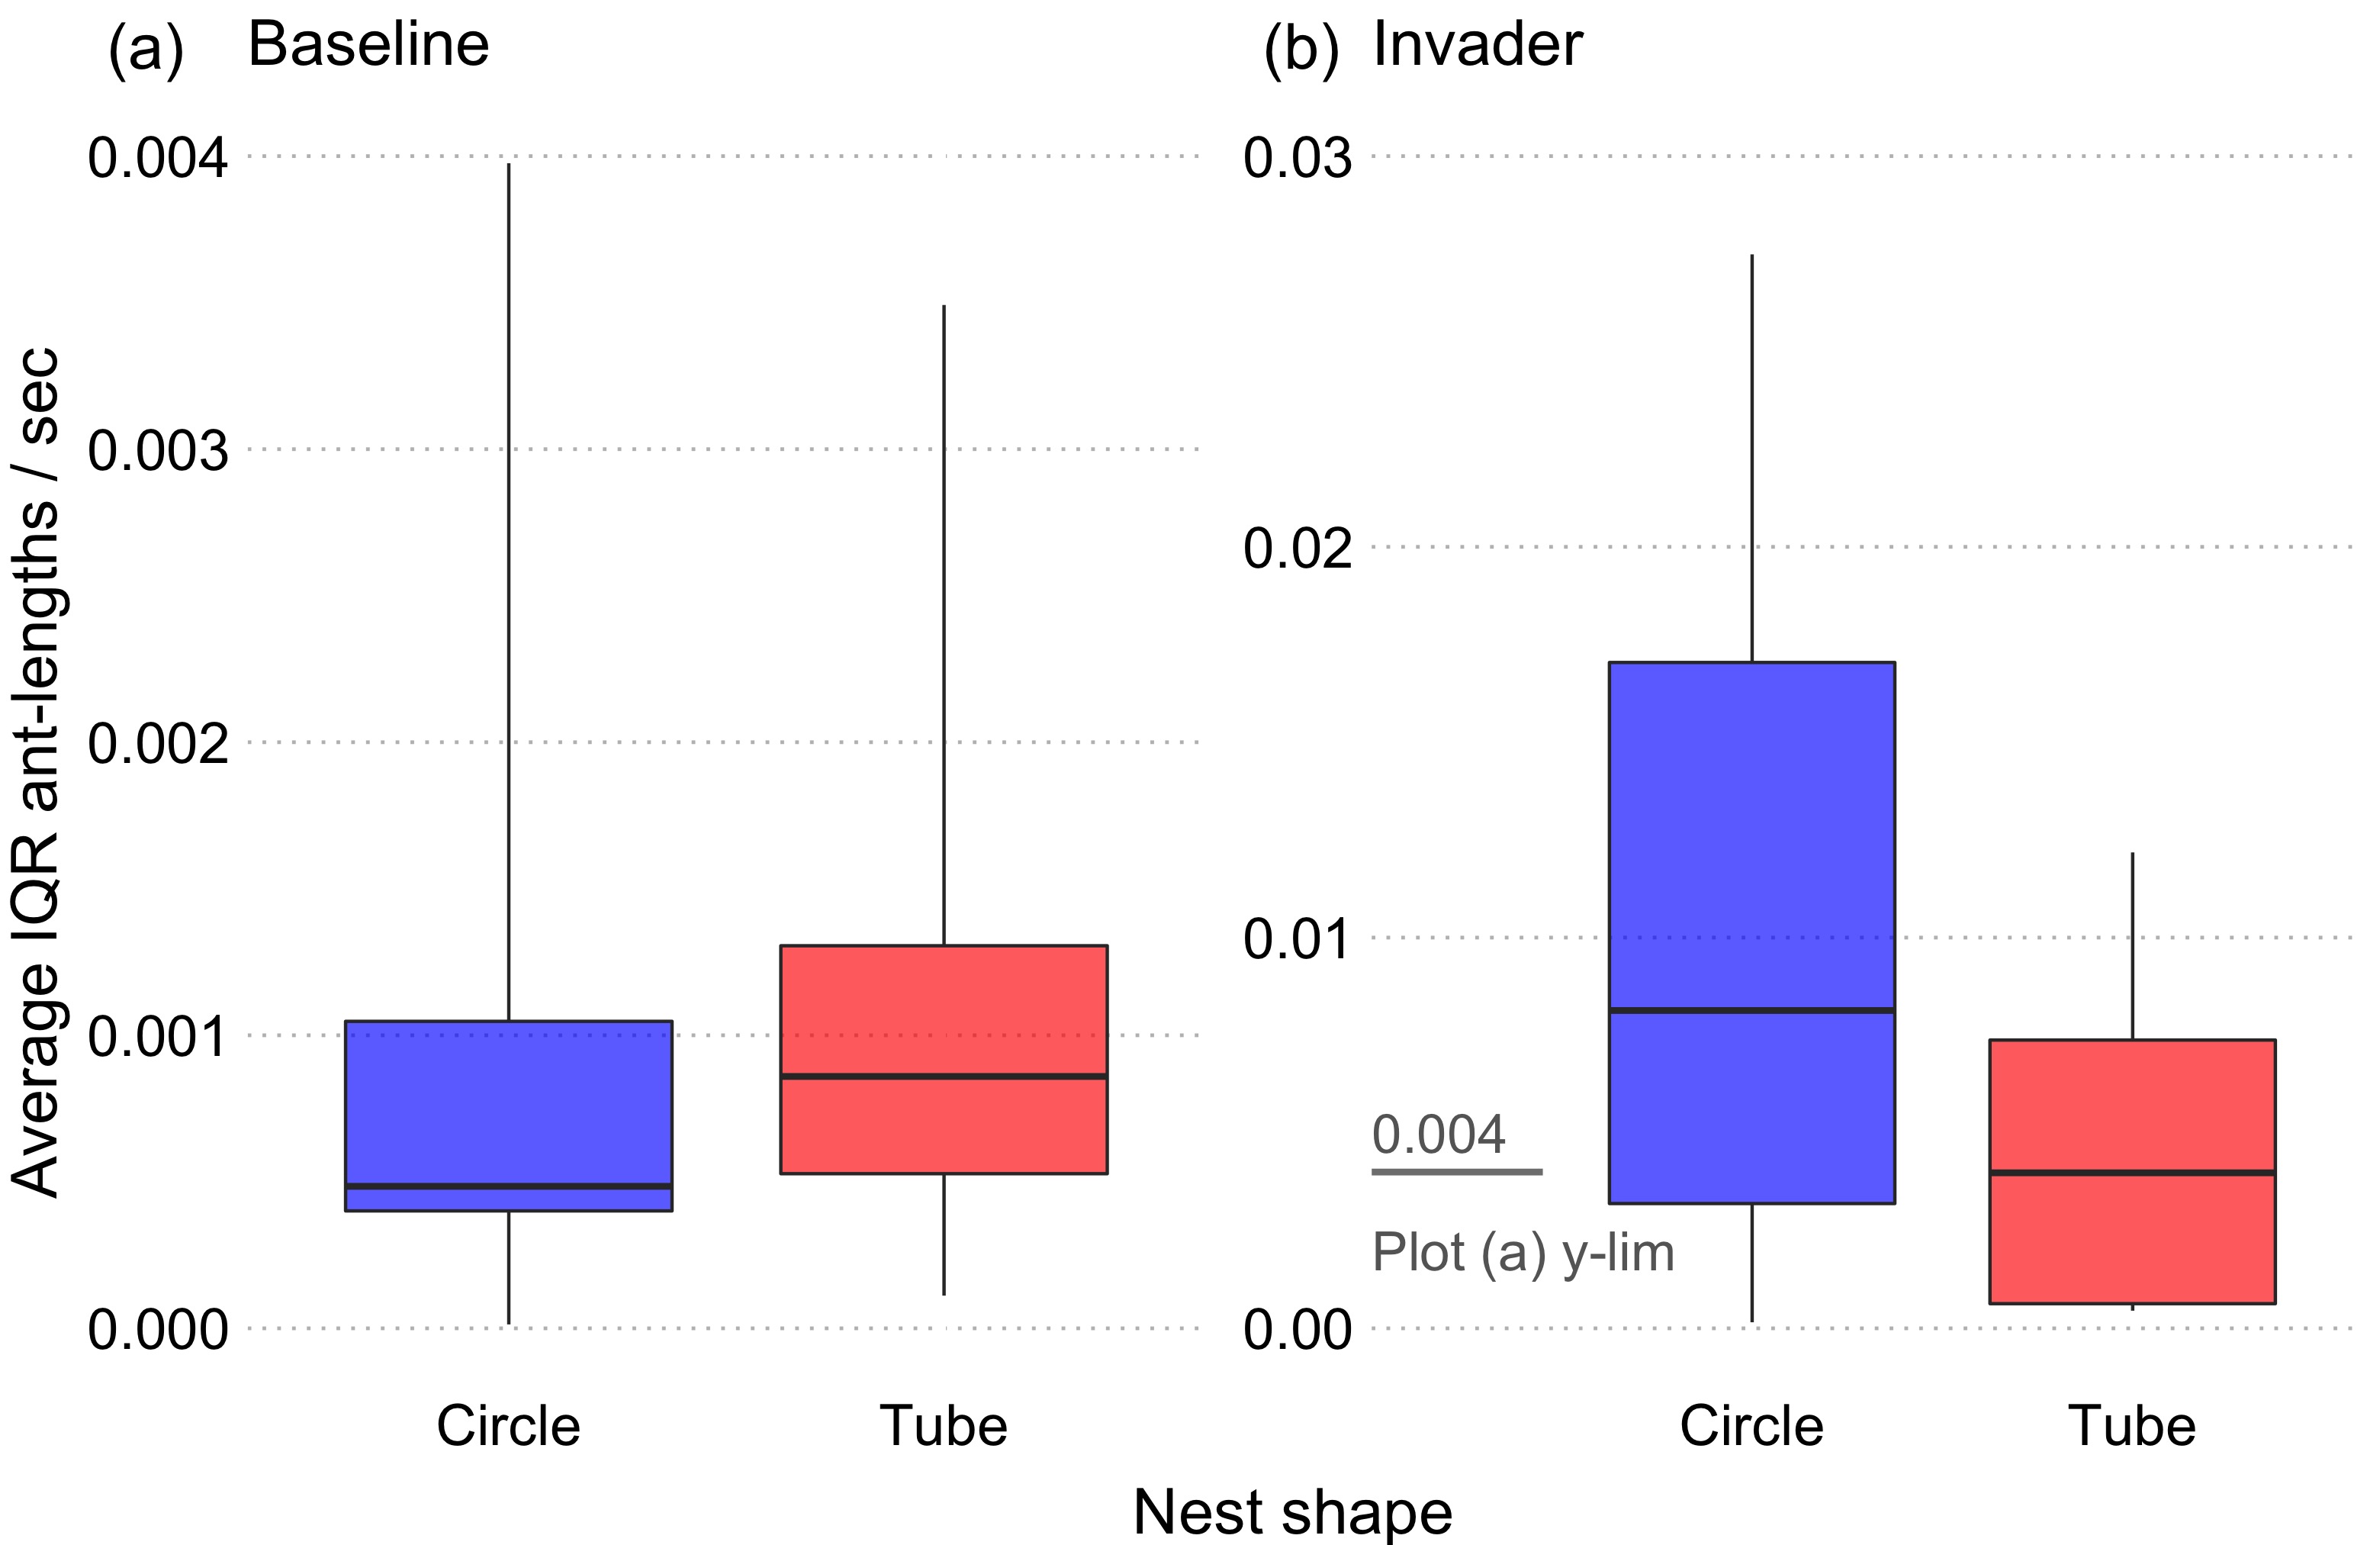 (a) Baseline
0.004
0.003
0.002
0.001
0.000
Average IQR ant-lengths / sec
Circle
Tube
(b) Invader
0.03
0.02
0.01
0.00
0.004
Plot (a) y-lim
Circle
Tube
Nest shape